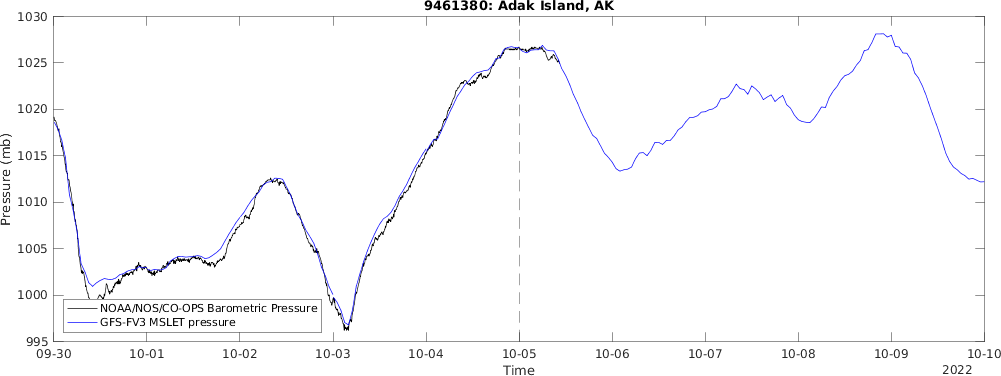 9461380: Adak Island, AK
1030
1025
1020
1015
1010
1005
1000
995
Pressure (mb)
NOAA/NOS/CO-OPS Barometric Pressure
GFS-FV3 MSLET pressure
09-30 10-01 10-02 10-03 10-04 10-05 10-06 10-07 10-08 10-09 10-10
Time
2022